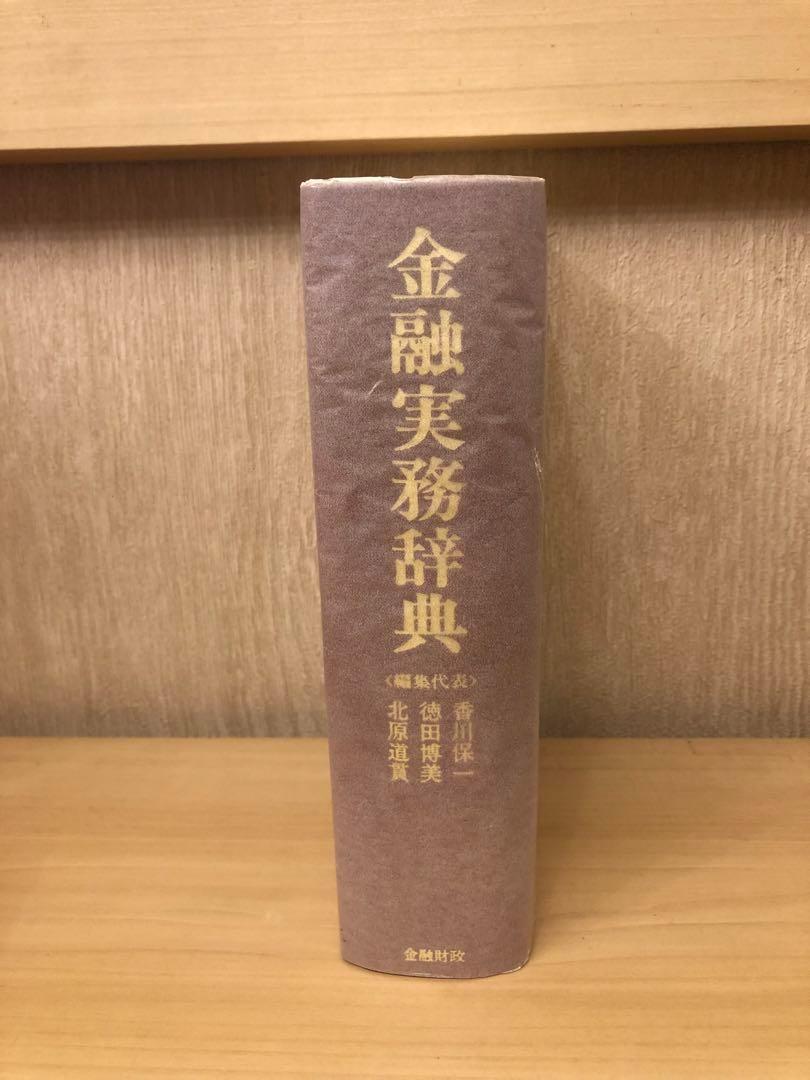 金融実務辞典
〈編集代表〉
香川保一
徳田博美
北原道貫
金融財政